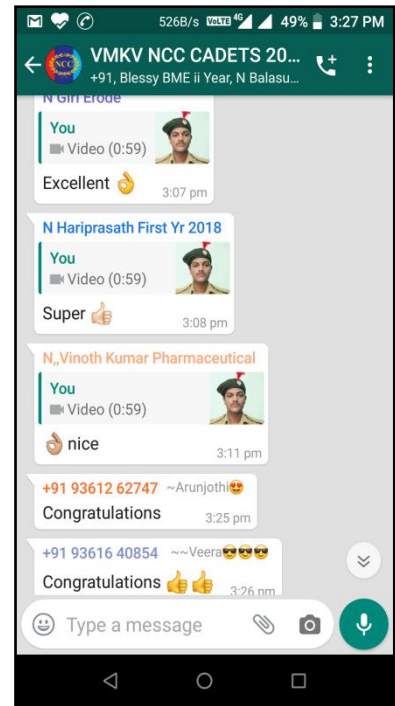 526B/s VoLTE 4G 49% 3:27 PM
NCC
VMKV NCC CADETS 20...
+91, Blessy BME ii Year, N Balasu...
N Giri Erode
You
Video (0:59)
Excellent 👌
3:07 pm
N Hariprasath First Yr 2018
You
Video (0:59)
Super 👍🏻
3:08 pm
N,,Vinoth Kumar Pharmaceutical
You
Video (0:59)
👌🏽 nice
3:11 pm
+91 93612 62747 ~Arunjothi😍
Congratulations
3:25 pm
+91 93616 40854 ~~Veera😎😎😎
Congratulations 👍👍
3:26 pm
Type a message